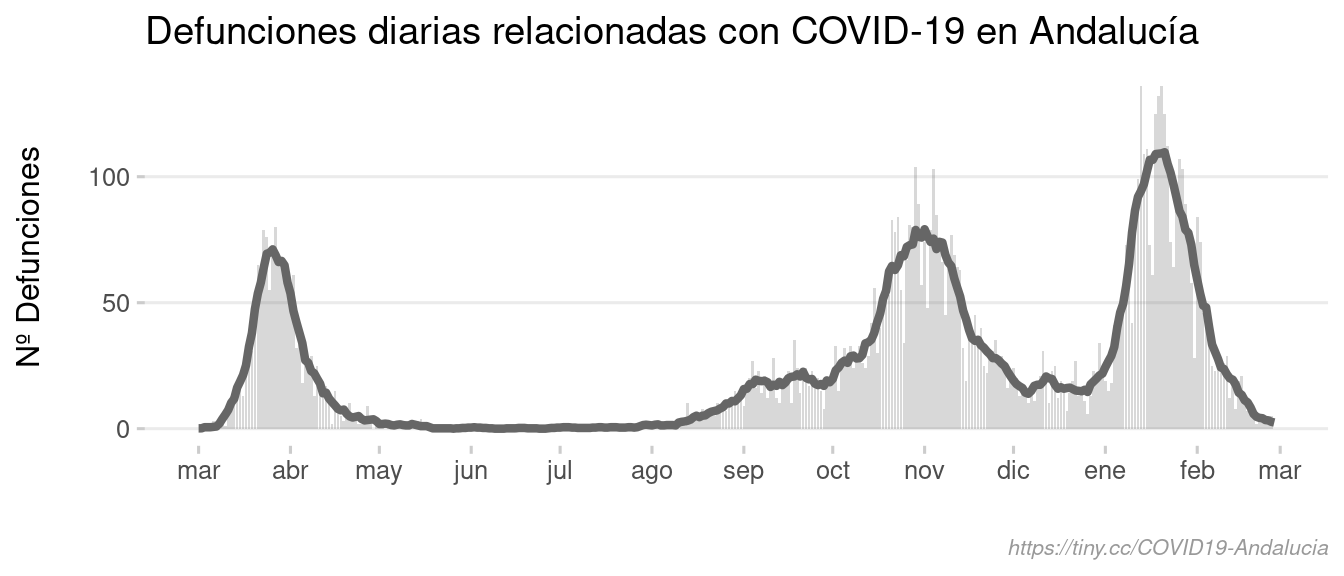 Defunciones diarias relacionadas con COVID-19 en Andalucía
Nº Defunciones
100
50
0
mar abr may jun jul ago sep oct nov dic ene feb mar
https://tiny.cc/COVID19-Andalucia